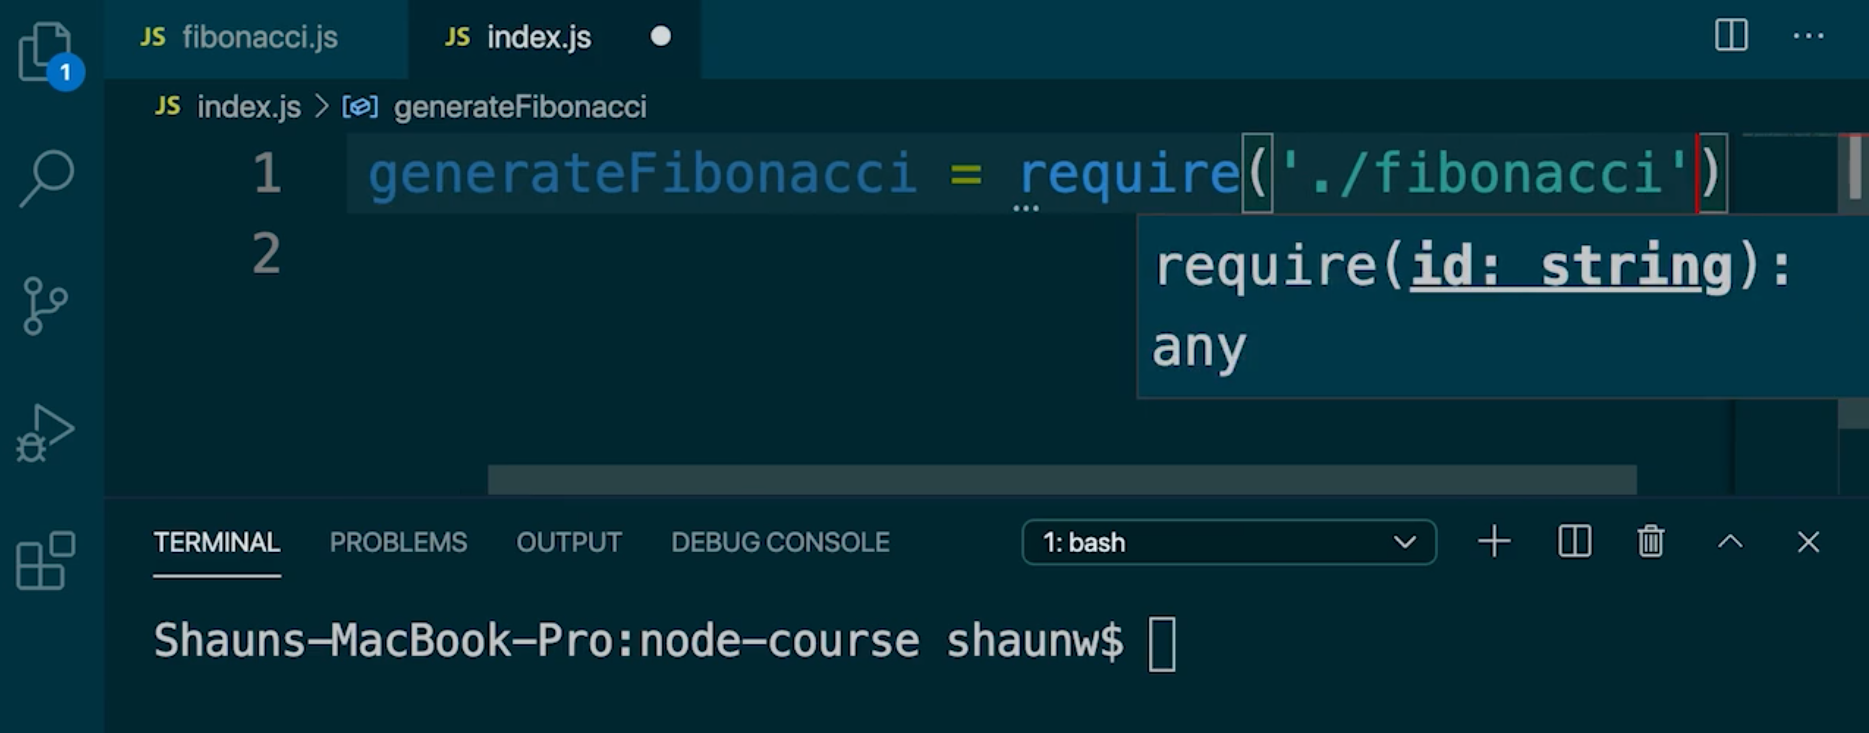 JS fibonacci.js JS index.js
1
JS index.js > generateFibonacci
1 generateFibonacci = require('./fibonacci')
2
require(id: string):
any
TERMINAL PROBLEMS OUTPUT DEBUG CONSOLE 1: bash
Shauns-MacBook-Pro:node-course shaunw$